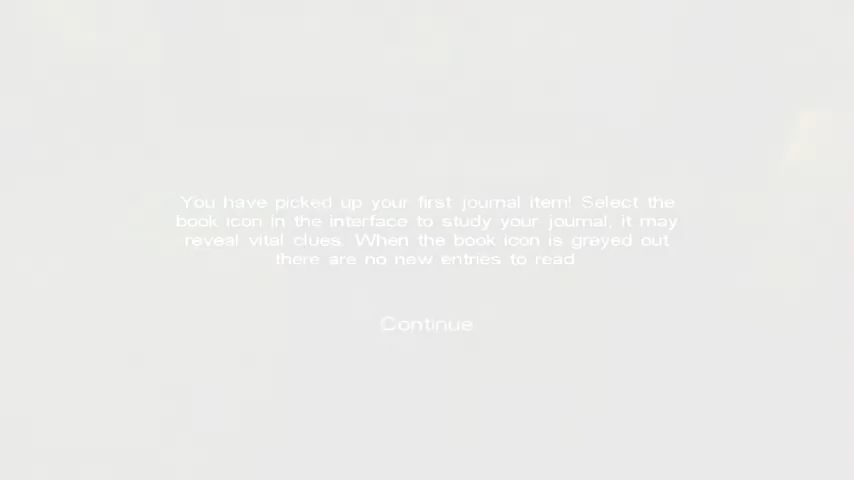 You have picked up your first journal item! Select the
book icon in the interface to study your journal, it may
reveal vital clues. When the book icon is greyed out
there are no new entries to read
Continue